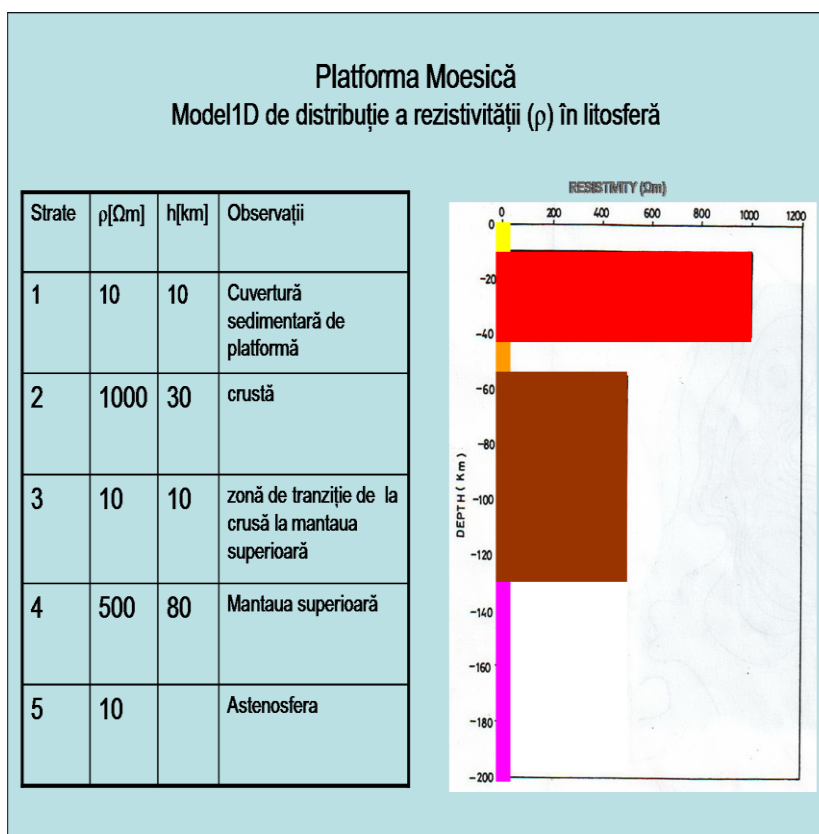 Platforma Moesică
Model1D de distribuție a rezistivității (ρ) în litosferă
Strate ρ[Ωm] h[km] Observații
1 10 10 Cuvertură
sedimentară de
platformă
2 1000 30 crustă
3 10 10 zonă de tranziție de la
crusă la mantaua
superioară
4 500 80 Mantaua superioară
5 10 Astenosfera
RESISTIVITY (Ωm)
0 200 400 600 800 1000 1200
0
-20
-40
-60
-80
-100
-120
-140
-160
-180
-200
DEPTH ( Km )